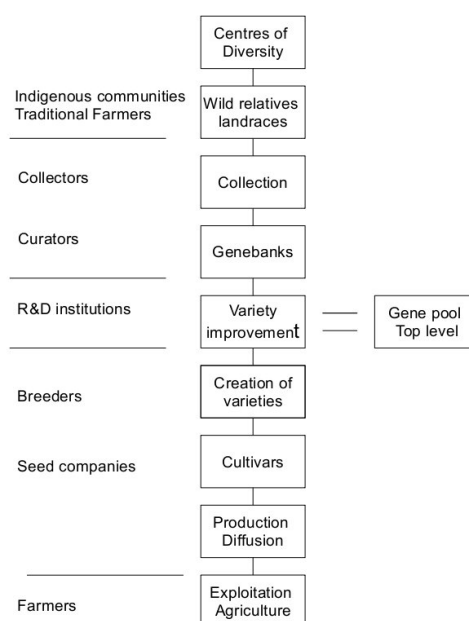 Centres of
Diversity
Indigenous communities
Traditional Farmers
Wild relatives
landraces
Collectors
Collection
Curators
Genebanks
R&D institutions
Variety
improvement
Gene pool
Top level
Breeders
Creation of
varieties
Seed companies
Cultivars
Production
Diffusion
Farmers
Exploitation
Agriculture